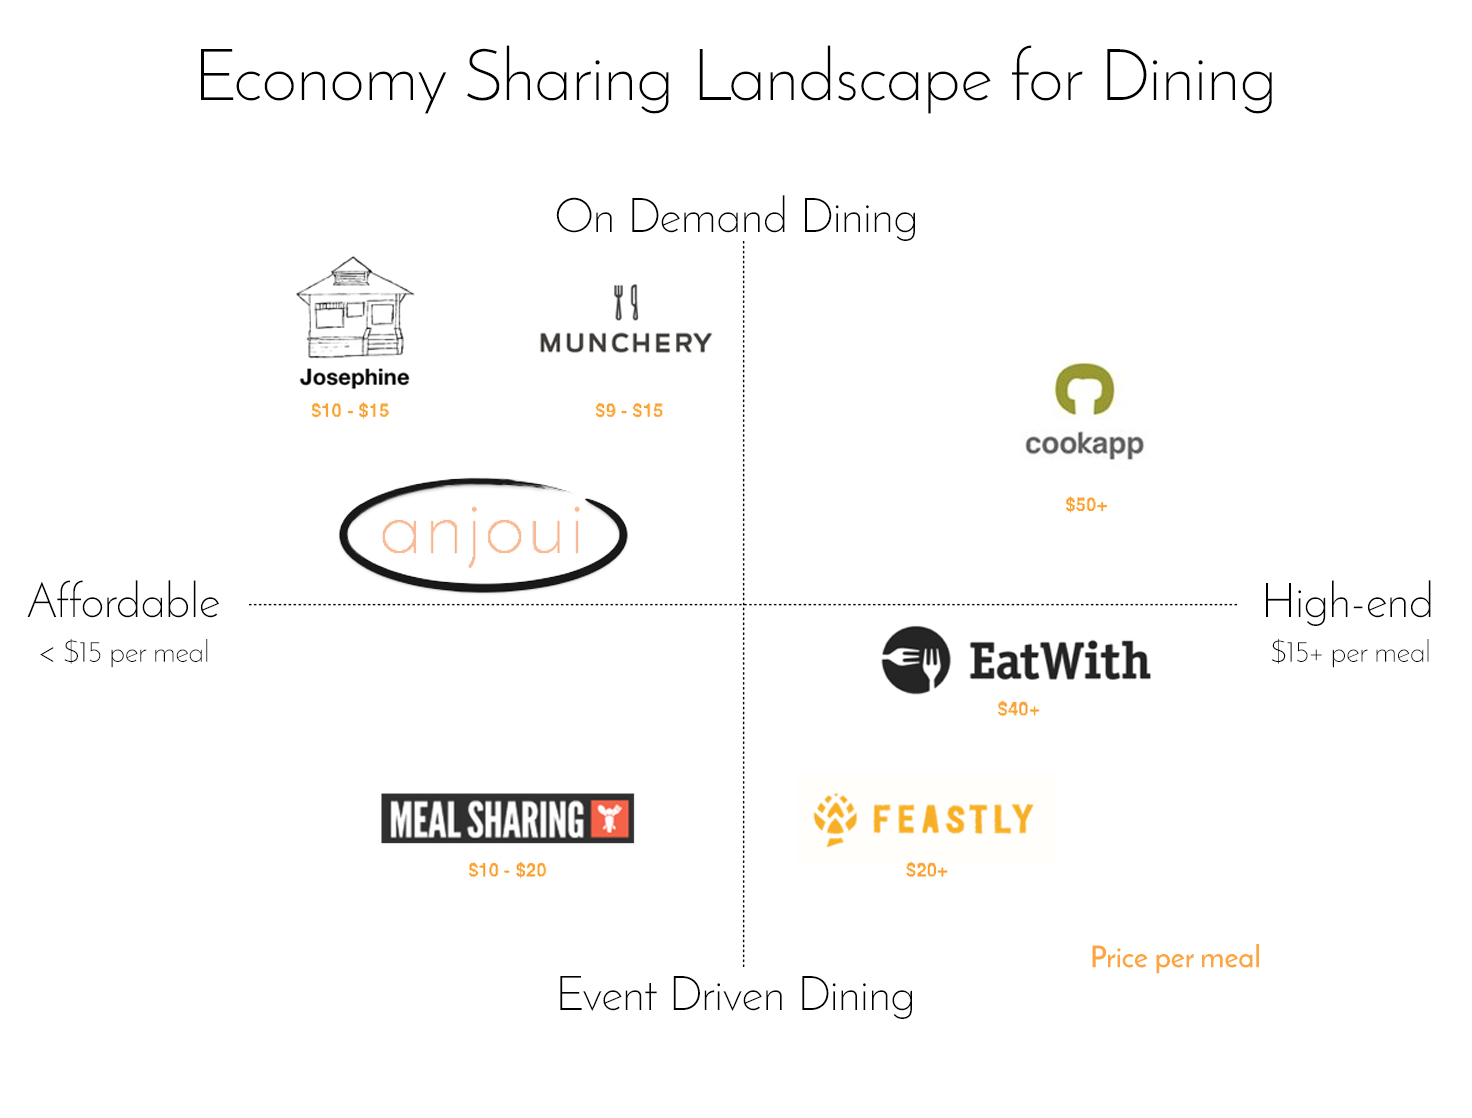 Economy Sharing Landscape for Dining
On Demand Dining
Josephine
$10 - $15
MUNCHERY
$9 - $15
cookapp
$50+
anjoui
Affordable
< $15 per meal
High-end
$15+ per meal
EatWith
$40+
MEAL SHARING
$10 - $20
FEASTLY
$20+
Price per meal
Event Driven Dining